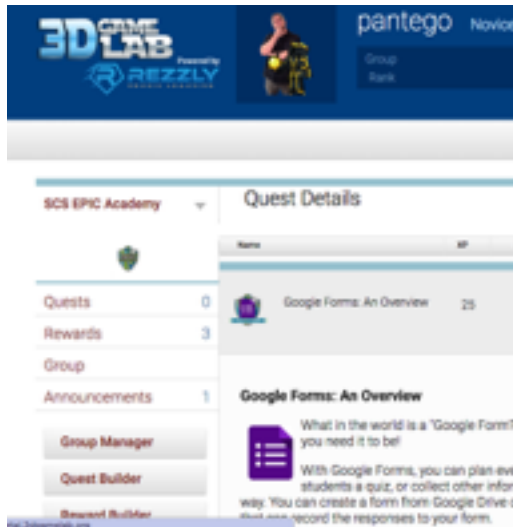 3D GAME LAB
Powered by
REZZLY
pantego Novice
Group
Rank
SCS EPIC Academy
Quest Details
Name XP
Google Forms: An Overview 25
Quests 0
Rewards 3
Group
Announcements 1
Group Manager
Quest Builder
Reward Builder
Google Forms: An Overview
What in the world is a "Google Form?
you need it to be!
With Google Forms, you can plan eve
students a quiz, or collect other infor
way. You can create a form from Google Drive
that can record the responses to your form.